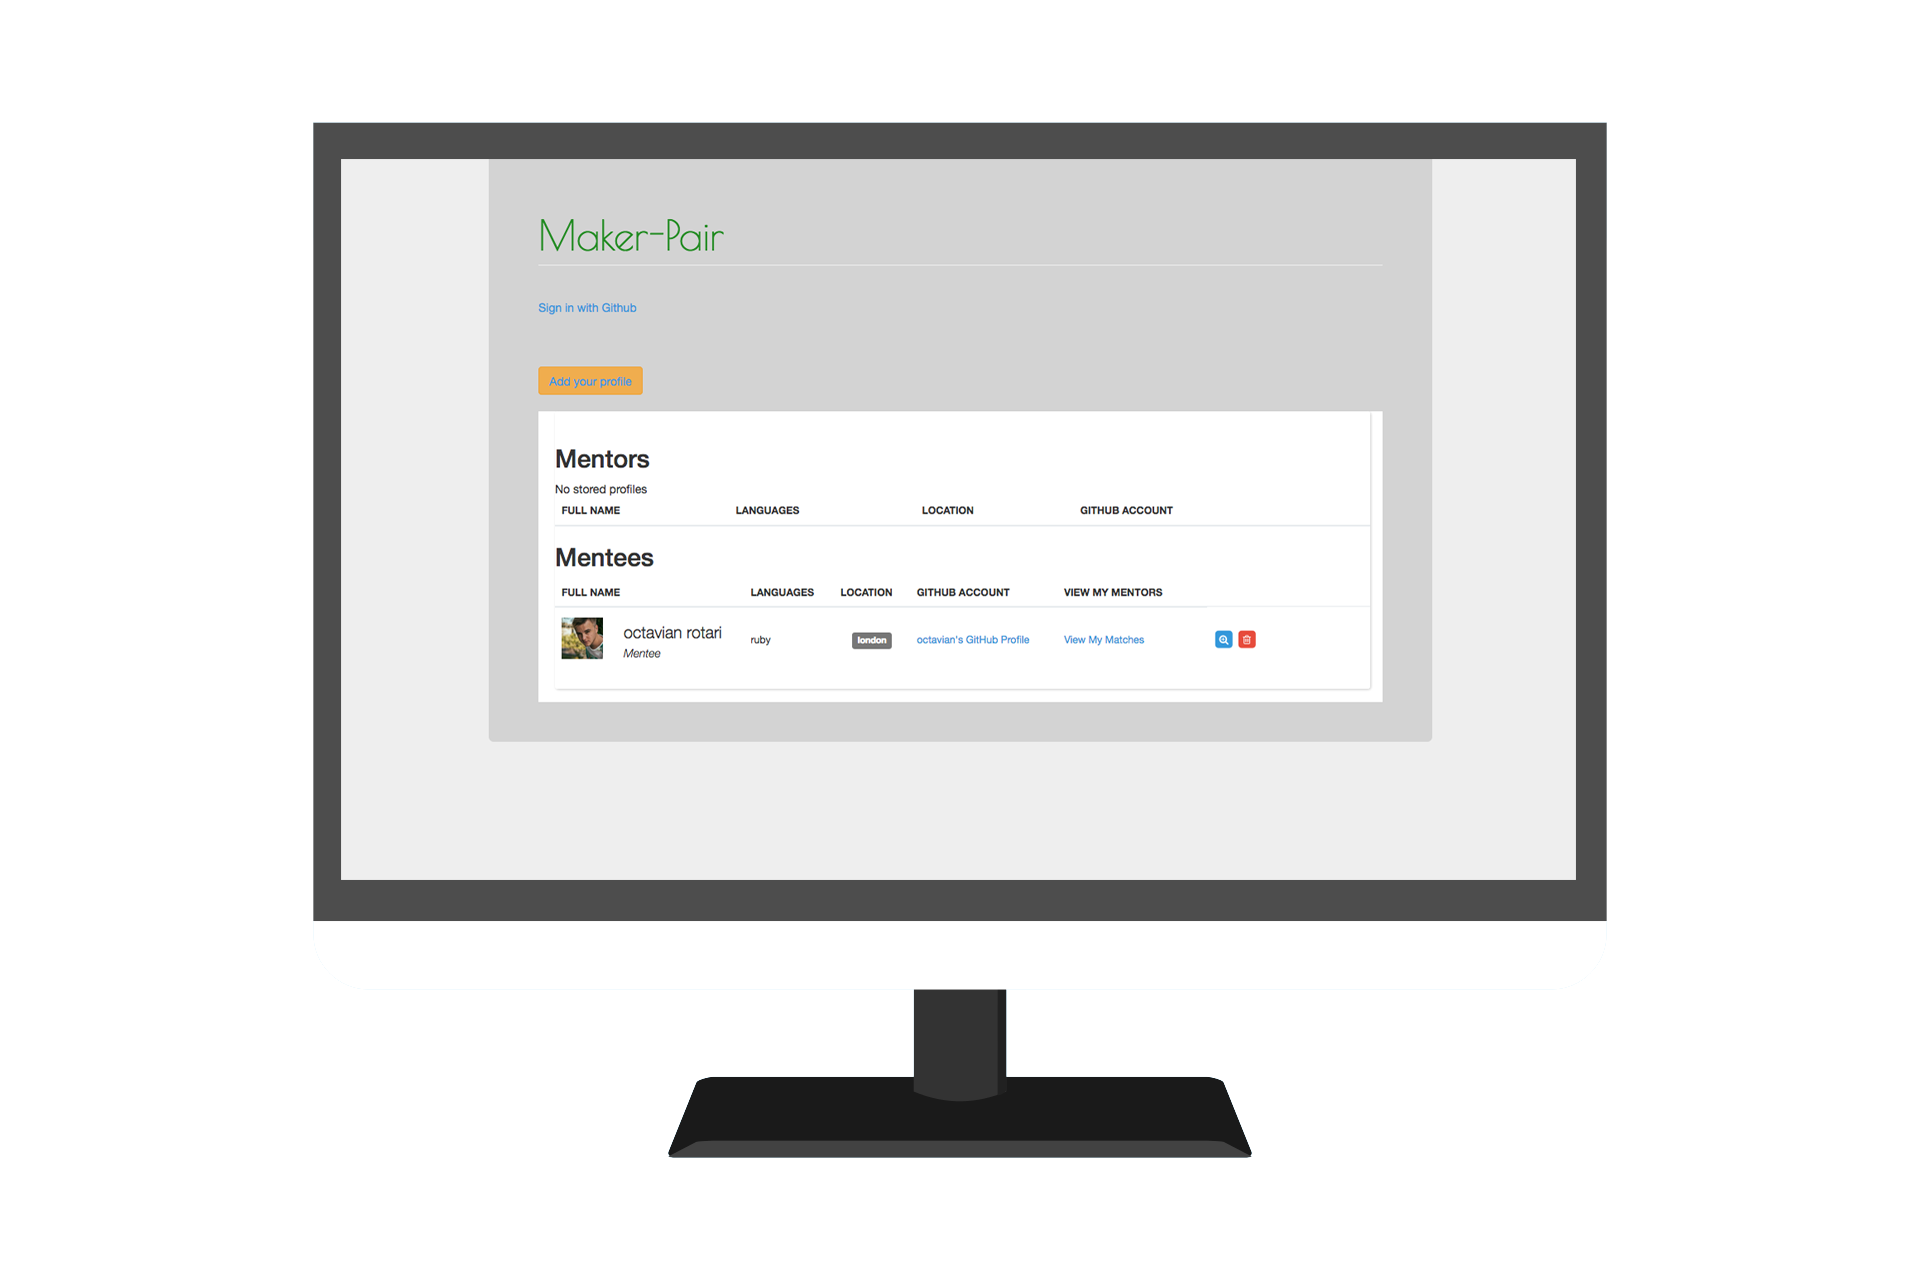 Maker-Pair
Sign in with Github
Add your profile
Mentors
No stored profiles
FULL NAME LANGUAGES LOCATION GITHUB ACCOUNT
Mentees
FULL NAME LANGUAGES LOCATION GITHUB ACCOUNT VIEW MY MENTORS
octavian rotari
Mentee
ruby
london
octavian's GitHub Profile
View My Matches